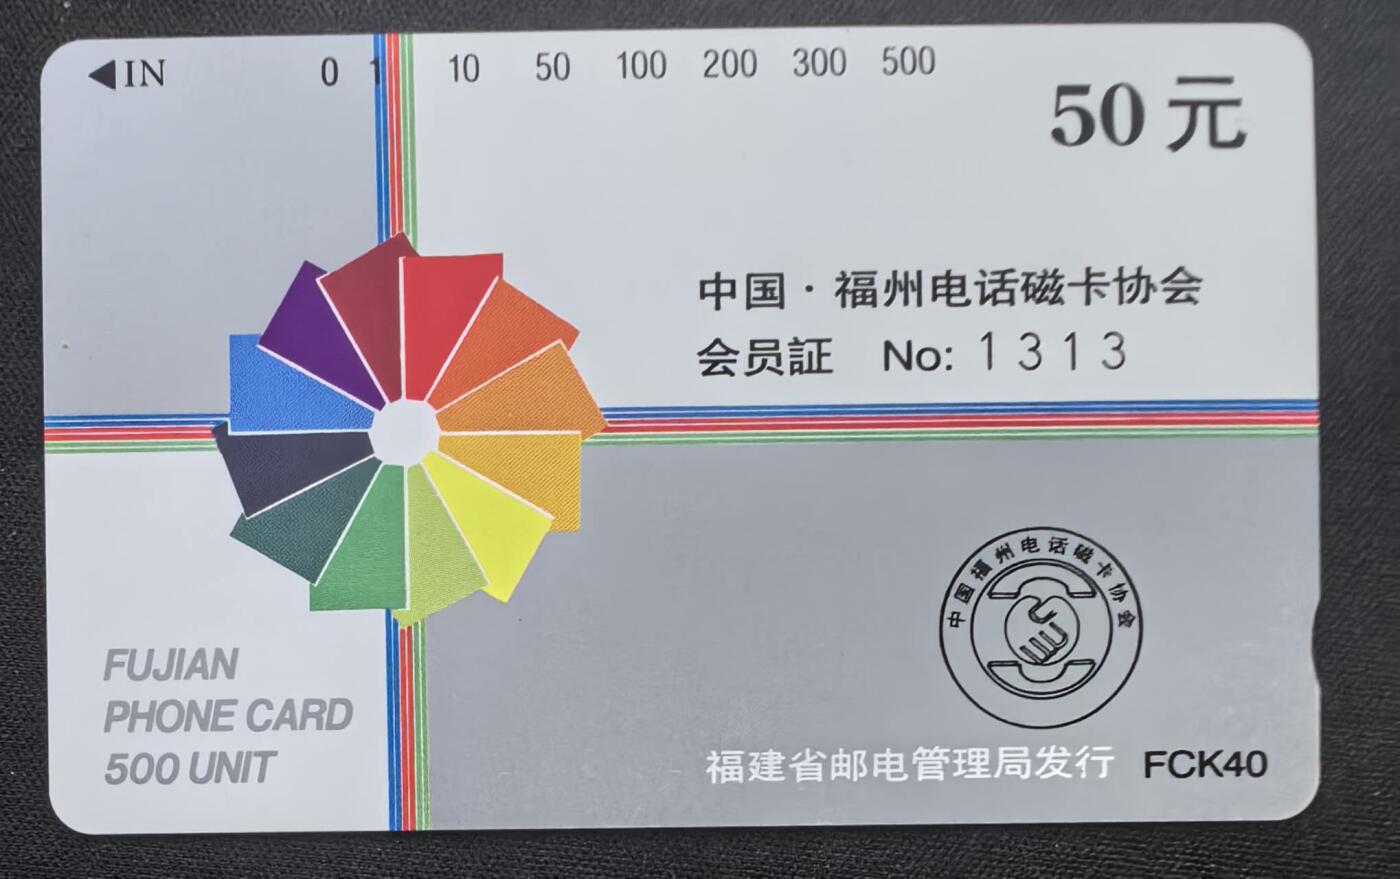 ◀IN 0 1 10 50 100 200 300 500
50元
中国·福州电话磁卡协会
会员証 No: 1313
中国福州电话磁卡协会
FUJIAN
PHONE CARD
500 UNIT
福建省邮电管理局发行 FCK40